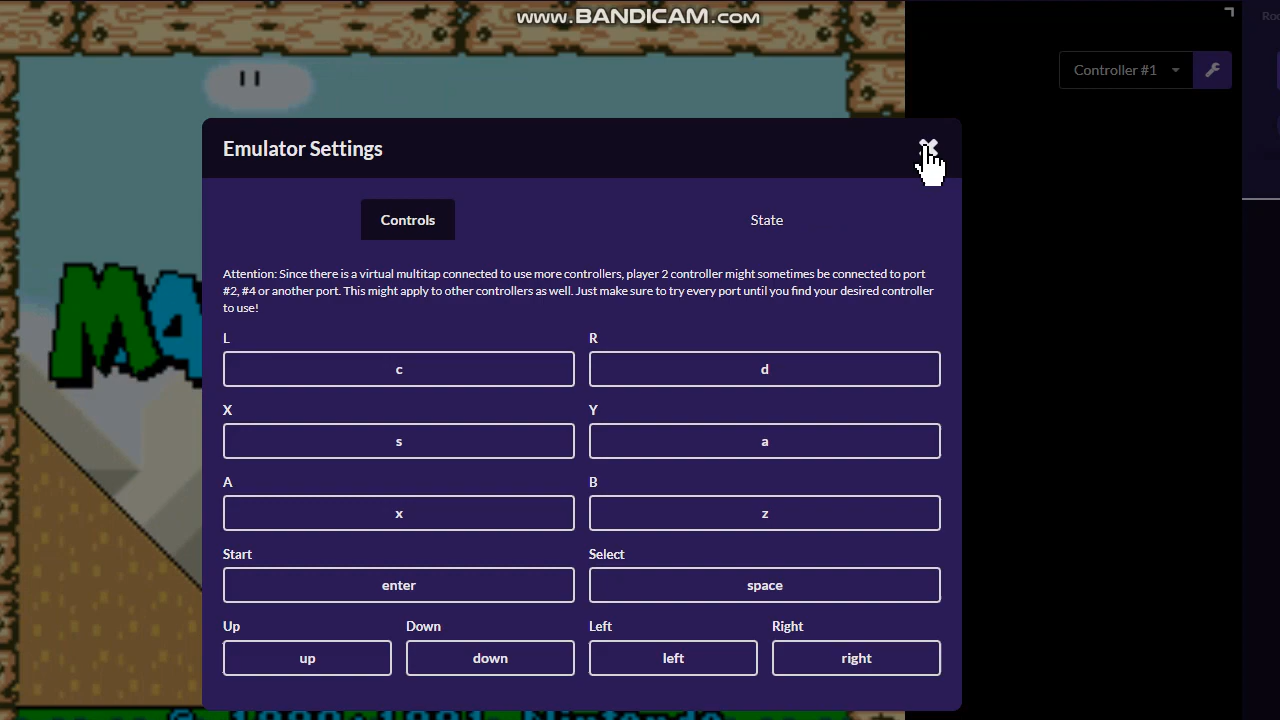 www.BANDICAM.com
Controller #1
Emulator Settings
Controls
State
Attention: Since there is a virtual multitap connected to use more controllers, player 2 controller might sometimes be connected to port
#2, #4 or another port. This might apply to other controllers as well. Just make sure to try every port until you find your desired controller
to use!
L
R
c
d
X
Y
s
a
A
B
x
z
Start
Select
enter
space
Up
Down
Left
Right
up
down
left
right